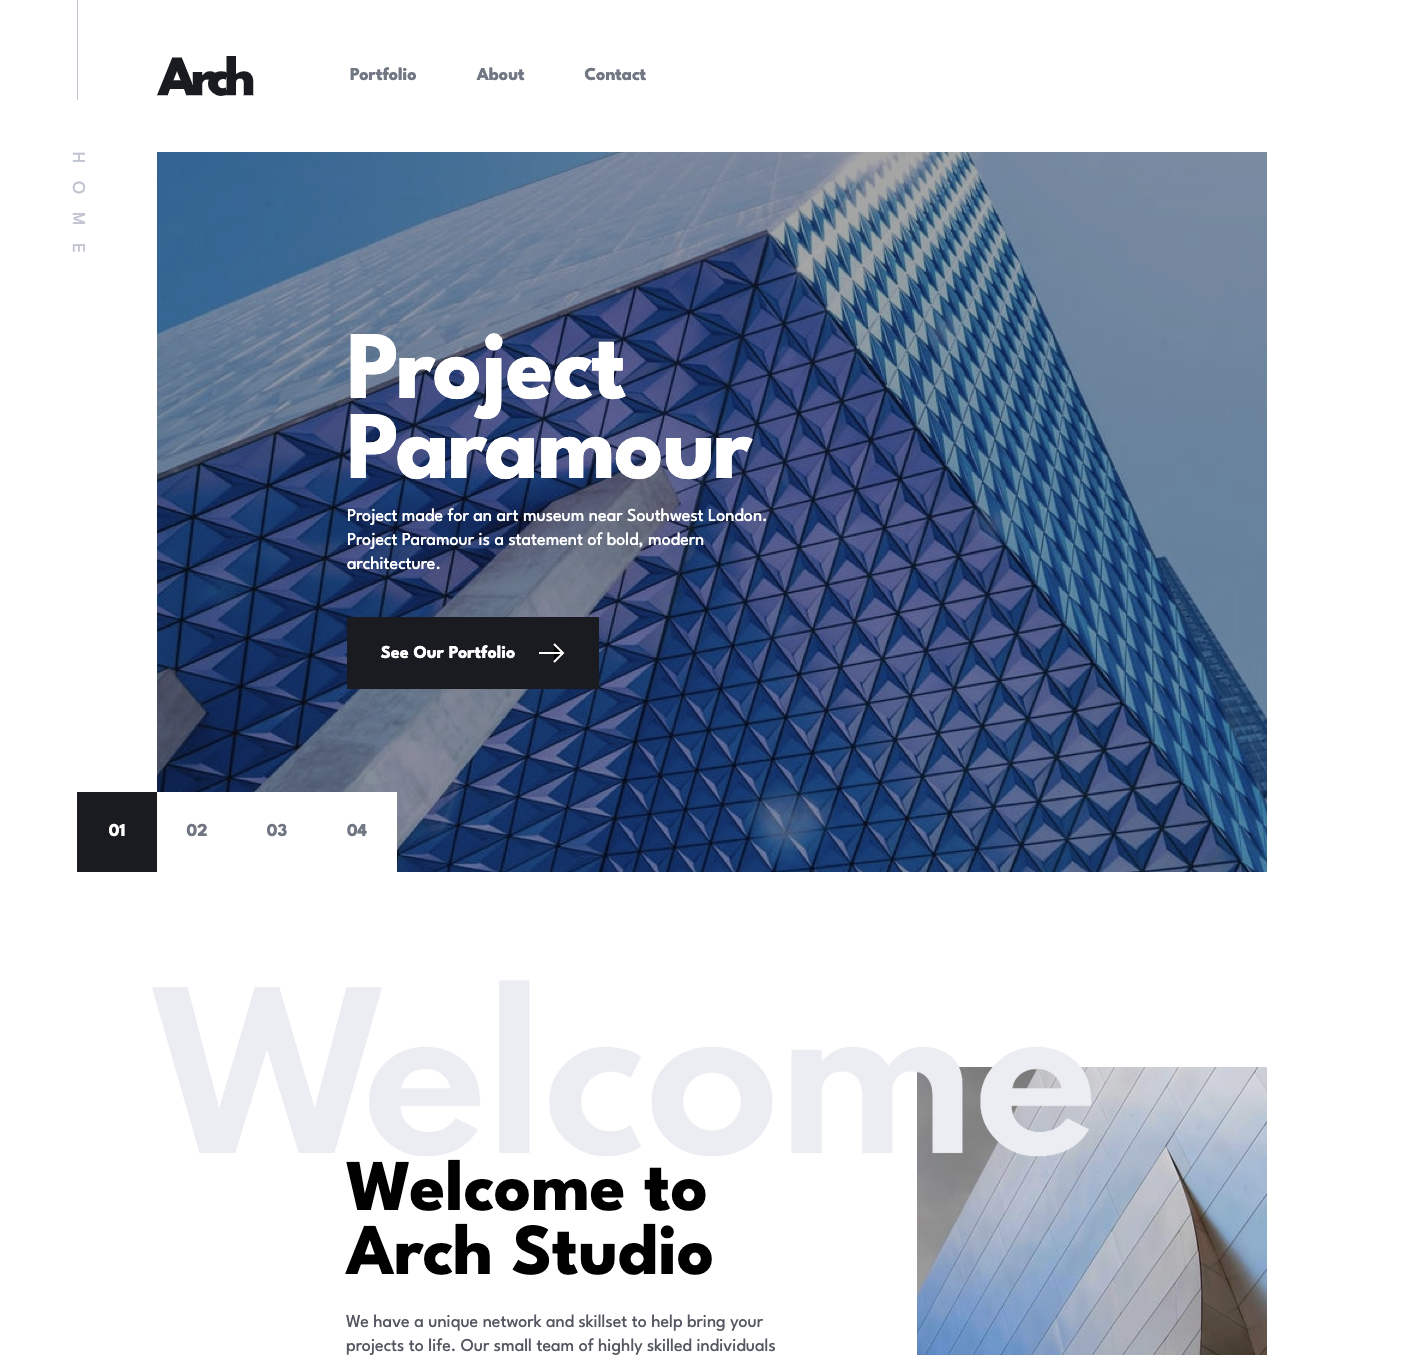 Arch
Portfolio
About
Contact
HOME
Project
Paramour
Project made for an art museum near Southwest London.
Project Paramour is a statement of bold, modern
architecture.
See Our Portfolio
01
02
03
04
Welcome
Welcome to
Arch Studio
We have a unique network and skillset to help bring your
projects to life. Our small team of highly skilled individuals